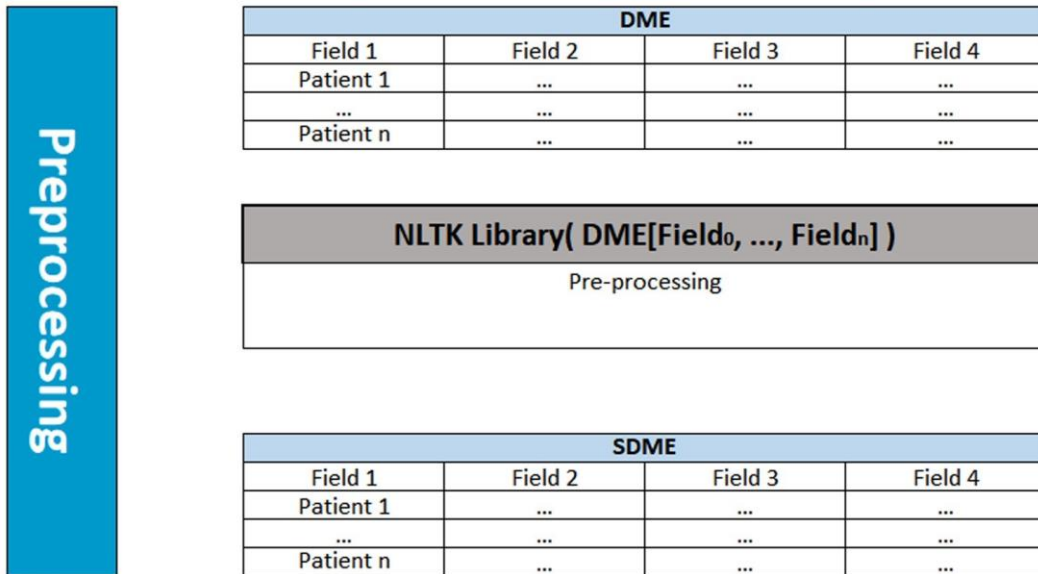 Preprocessing
DME
Field 1 Field 2 Field 3 Field 4
Patient 1 ... ... ...
... ... ... ...
Patient n ... ... ...
NLTK Library( DME[Field₀, ..., Fieldₙ] )
Pre-processing
SDME
Field 1 Field 2 Field 3 Field 4
Patient 1 ... ... ...
... ... ... ...
Patient n ... ... ...